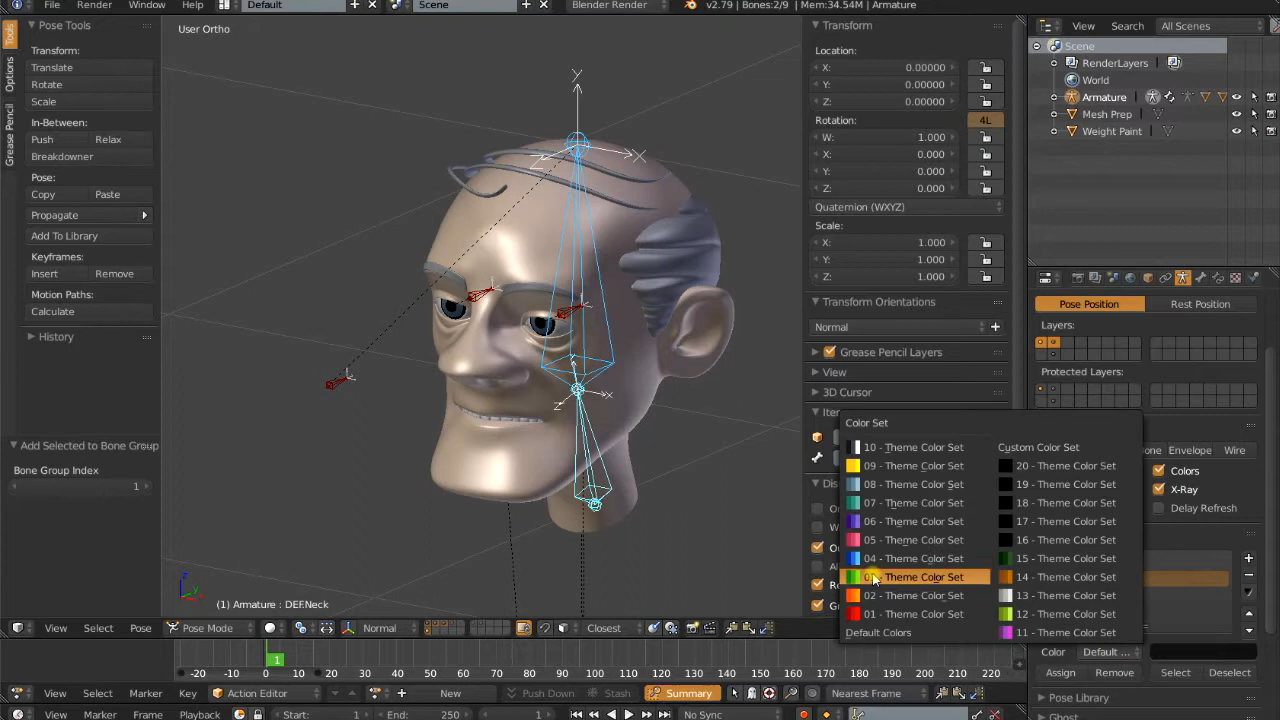 File Render Window Help Default Scene Blender Render v2.79 | Bones:2/9 | Mem:34.54M | Armature
Tools
Options
Grease Pencil
Pose Tools
Transform:
Translate
Rotate
Scale
In-Between:
Push Relax
Breakdowner
Pose:
Copy Paste
Propagate
Add To Library
Keyframes:
Insert Remove
Motion Paths:
Calculate
History
Add Selected to Bone Group
Bone Group Index
1
User Ortho
y
X
Z
x
z
(1) Armature : DEF.Neck
Transform
Location:
X: 0.00000
Y: 0.00000
Z: 0.00000
Rotation: 4L
W: 1.000
X: 0.000
Y: 0.000
Z: 0.000
Quaternion (WXYZ)
Scale:
X: 1.000
Y: 1.000
Z: 1.000
Transform Orientations
Normal
Grease Pencil Layers
View
3D Cursor
View Search All Scenes
Scene
RenderLayers
World
Armature
Mesh Prep
Weight Paint
Pose Position Rest Position
Layers:
Protected Layers:
Color Set
10 - Theme Color Set Custom Color Set
09 - Theme Color Set 20 - Theme Color Set
08 - Theme Color Set 19 - Theme Color Set
07 - Theme Color Set 18 - Theme Color Set
06 - Theme Color Set 17 - Theme Color Set
05 - Theme Color Set 16 - Theme Color Set
04 - Theme Color Set 15 - Theme Color Set
Theme Color Set 14 - Theme Color Set
02 - Theme Color Set 13 - Theme Color Set
01 - Theme Color Set 12 - Theme Color Set
Default Colors 11 - Theme Color Set
Envelope Wire
Colors
X-Ray
Delay Refresh
Color Default ...
Assign Remove Select Deselect
Pose Library
Ghost
View Select Pose Pose Mode Normal Closest
1
-20 -10 0 10 20 30 40 50 60 70 80 90 100 110 120 130 140 150 160 170 180 190 200 210 220
View Select Marker Key Action Editor New Push Down Stash Summary Nearest Frame
View Marker Frame Playback Start: 1 End: 250 1 No Sync